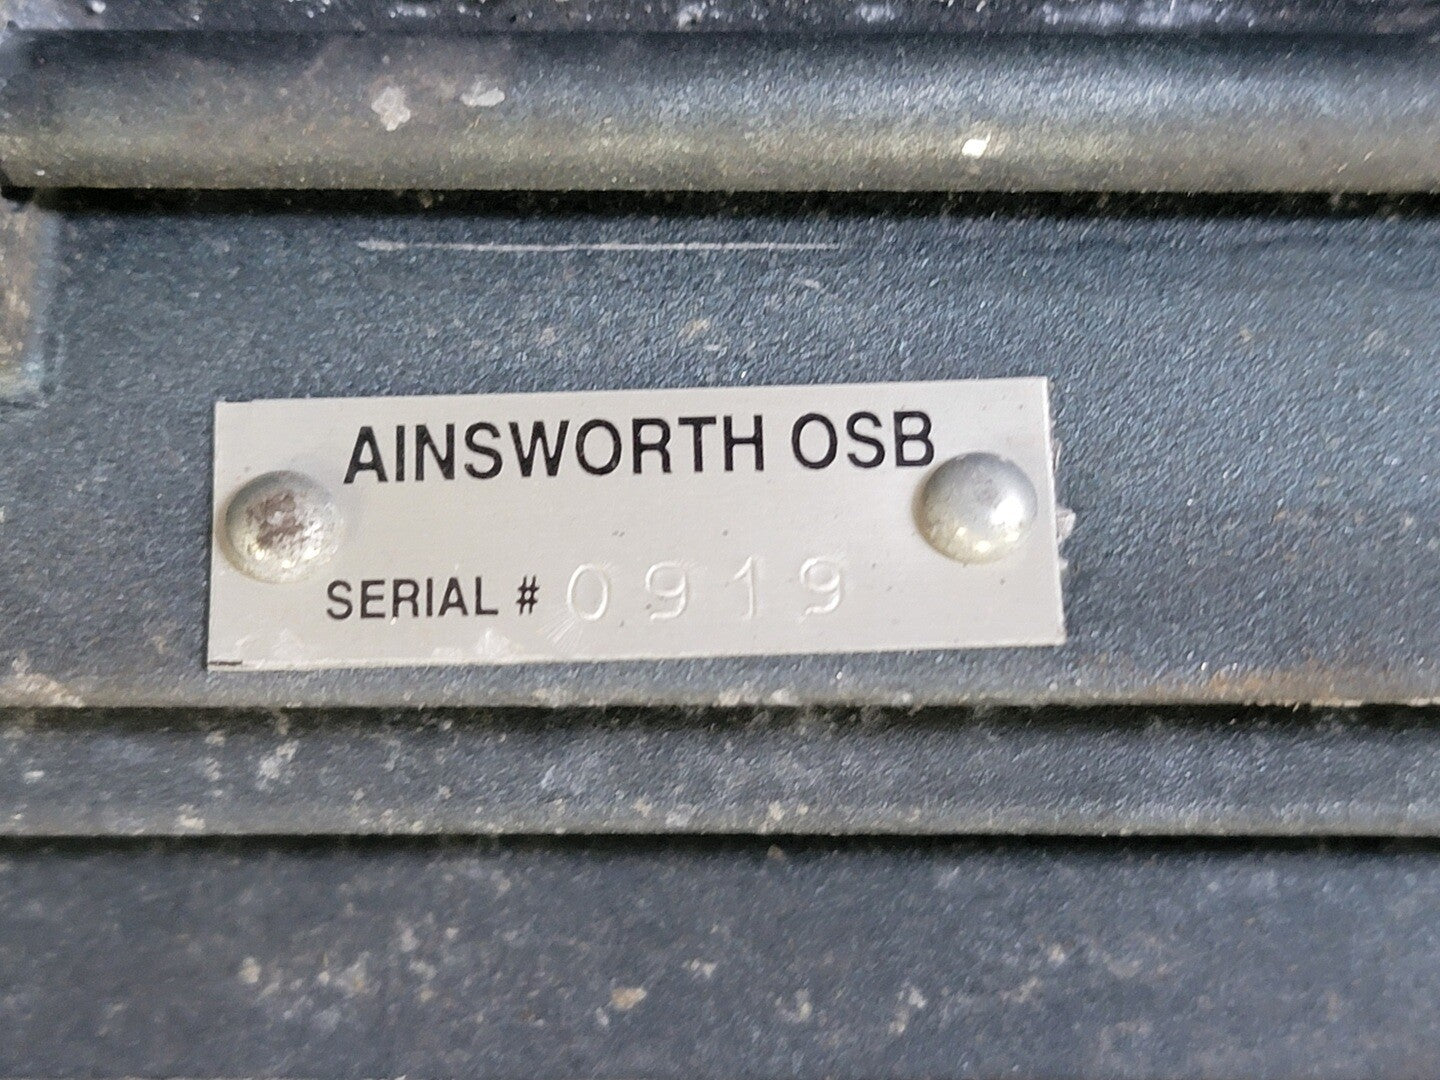 AINSWORTH OSB
SERIAL # 0919